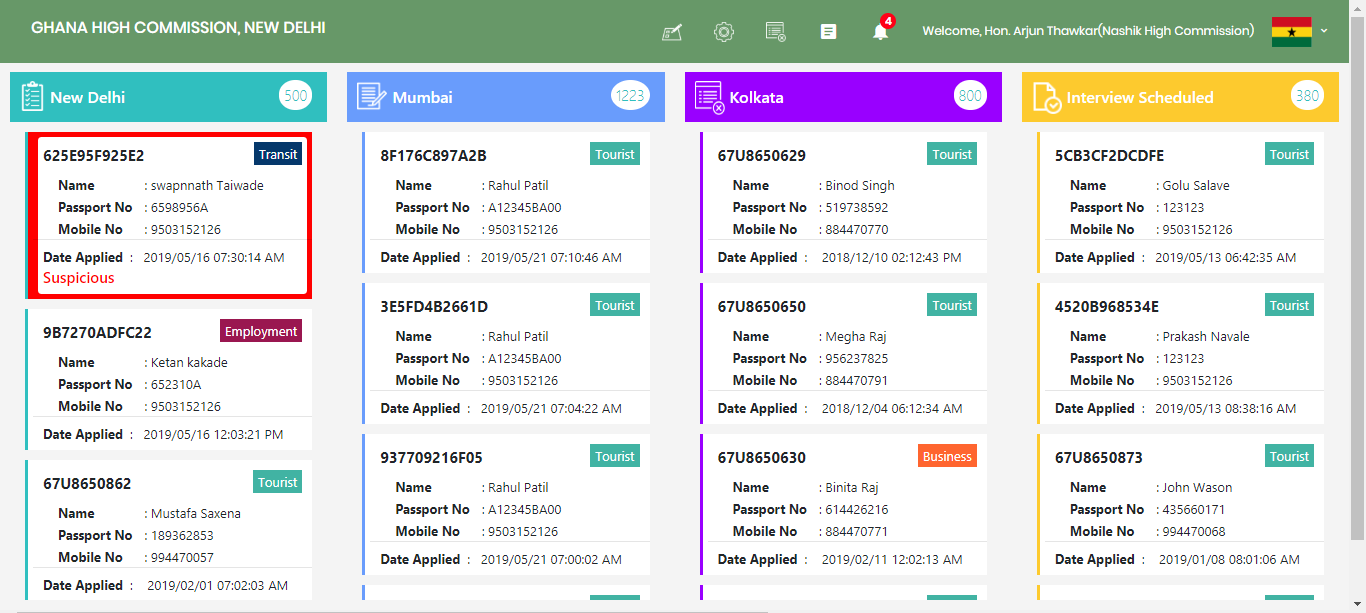 GHANA HIGH COMMISSION, NEW DELHI
4
Welcome, Hon. Arjun Thawkar(Nashik High Commission)
New Delhi 500
625E95F925E2 Transit
Name : swapnnath Taiwade
Passport No : 6598956A
Mobile No : 9503152126
Date Applied : 2019/05/16 07:30:14 AM
Suspicious
9B7270ADFC22 Employment
Name : Ketan kakade
Passport No : 652310A
Mobile No : 9503152126
Date Applied : 2019/05/16 12:03:21 PM
67U8650862 Tourist
Name : Mustafa Saxena
Passport No : 189362853
Mobile No : 994470057
Date Applied : 2019/02/01 07:02:03 AM
Mumbai 1223
8F176C897A2B Tourist
Name : Rahul Patil
Passport No : A12345BA00
Mobile No : 9503152126
Date Applied : 2019/05/21 07:10:46 AM
3E5FD4B2661D Tourist
Name : Rahul Patil
Passport No : A12345BA00
Mobile No : 9503152126
Date Applied : 2019/05/21 07:04:22 AM
937709216F05 Tourist
Name : Rahul Patil
Passport No : A12345BA00
Mobile No : 9503152126
Date Applied : 2019/05/21 07:00:02 AM
Kolkata 800
67U8650629 Tourist
Name : Binod Singh
Passport No : 519738592
Mobile No : 884470770
Date Applied : 2018/12/10 02:12:43 PM
67U8650650 Tourist
Name : Megha Raj
Passport No : 956237825
Mobile No : 884470791
Date Applied : 2018/12/04 06:12:34 AM
67U8650630 Business
Name : Binita Raj
Passport No : 614426216
Mobile No : 884470771
Date Applied : 2019/02/11 12:02:13 AM
Interview Scheduled 380
5CB3CF2DCDFE Tourist
Name : Golu Salave
Passport No : 123123
Mobile No : 9503152126
Date Applied : 2019/05/13 06:42:35 AM
4520B968534E Tourist
Name : Prakash Navale
Passport No : 123123
Mobile No : 9503152126
Date Applied : 2019/05/13 08:38:16 AM
67U8650873 Tourist
Name : John Wason
Passport No : 435660171
Mobile No : 994470068
Date Applied : 2019/01/08 08:01:06 AM